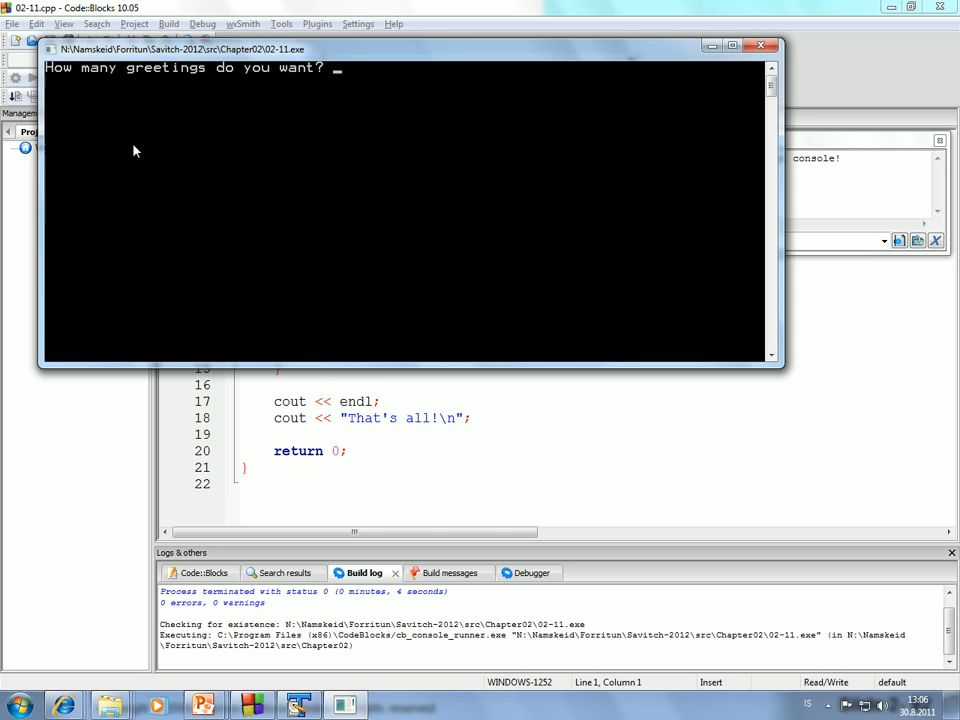 02-11.cpp - Code::Blocks 10.05
File Edit View Search Project Build Debug wxSmith Tools Plugins Settings Help
N:\Namskeid\Forritun\Savitch-2012\src\Chapter02\02-11.exe
How many greetings do you want? _
Proj
console!
15 }
16
17 cout << endl;
18 cout << "That's all!\n";
19
20 return 0;
21 }
22
Logs & others
Code::Blocks Search results Build log Build messages Debugger
Process terminated with status 0 (0 minutes, 4 seconds)
0 errors, 0 warnings
Checking for existence: N:\Namskeid\Forritun\Savitch-2012\src\Chapter02\02-11.exe
Executing: C:\Program Files (x86)\CodeBlocks/cb_console_runner.exe "N:\Namskeid\Forritun\Savitch-2012\src\Chapter02\02-11.exe" (in N:\Namskeid
\Forritun\Savitch-2012\src\Chapter02)
WINDOWS-1252 Line 1, Column 1 Insert Read/Write default
IS 13:06
30.8.2011